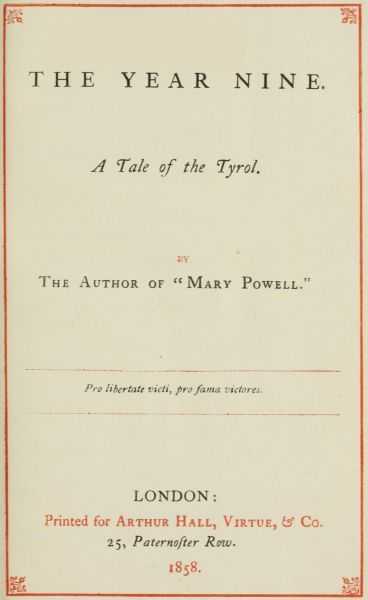 THE YEAR NINE.
A Tale of the Tyrol.
BY
THE AUTHOR OF "MARY POWELL."
Pro libertate victi, pro fama victores.
LONDON:
Printed for ARTHUR HALL, VIRTUE, & Co.
25, Paternoſter Row.
1858.